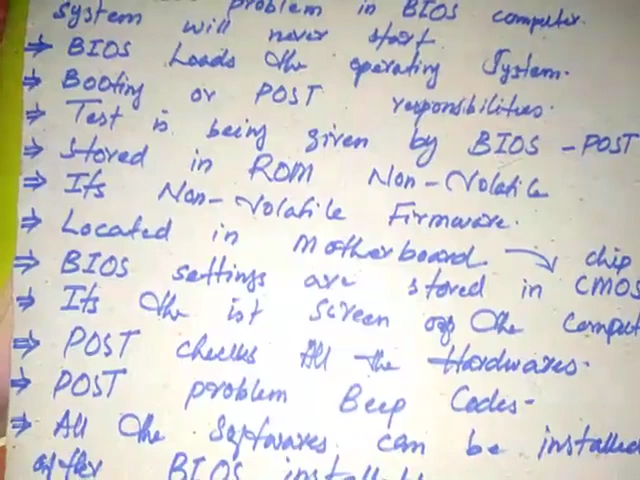 System problem in BIOS computer
will never start.
⇒ BIOS Loads the operating System.
⇒ Booting or POST responsibilities.
⇒ Test is being given by BIOS - POST
⇒ Stored in ROM Non-Volatile
⇒ Its Non-Volatile Firmware.
⇒ Located in Motherboard → chip
⇒ BIOS settings are stored in CMOS
⇒ Its the ist Screen of the Comput
⇒ POST checks All the Hardwares.
⇒ POST problem Beep Codes-
⇒ All the Softwares can be installed
after BIOS